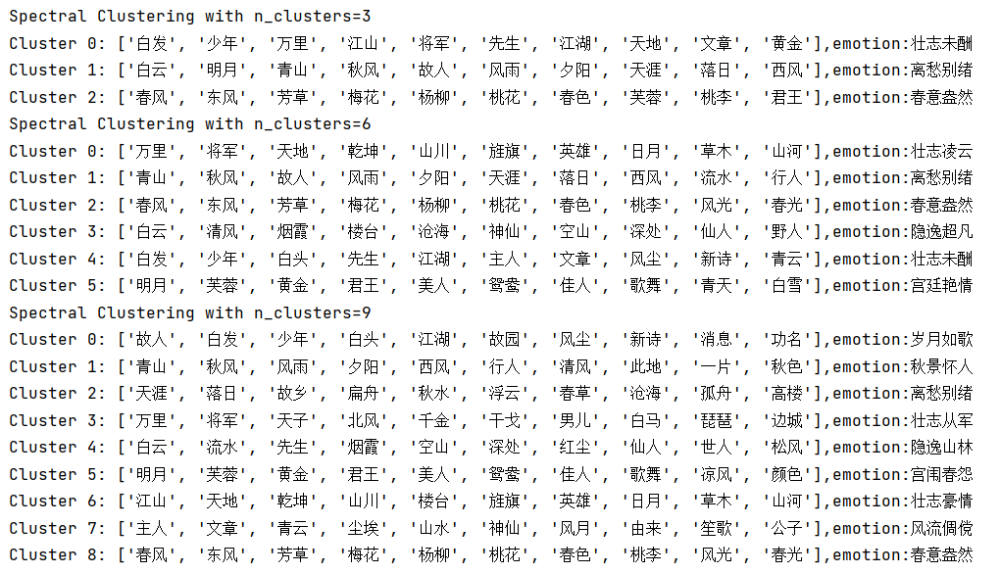 Spectral Clustering with n_clusters=3
Cluster 0: ['白发', '少年', '万里', '江山', '将军', '先生', '江湖', '天地', '文章', '黄金'],emotion:壮志未酬
Cluster 1: ['白云', '明月', '青山', '秋风', '故人', '风雨', '夕阳', '天涯', '落日', '西风'],emotion:离愁别绪
Cluster 2: ['春风', '东风', '芳草', '梅花', '杨柳', '桃花', '春色', '芙蓉', '桃李', '君王'],emotion:春意盎然
Spectral Clustering with n_clusters=6
Cluster 0: ['万里', '将军', '天地', '乾坤', '山川', '旌旗', '英雄', '日月', '草木', '山河'],emotion:壮志凌云
Cluster 1: ['青山', '秋风', '故人', '风雨', '夕阳', '天涯', '落日', '西风', '流水', '行人'],emotion:离愁别绪
Cluster 2: ['春风', '东风', '芳草', '梅花', '杨柳', '桃花', '春色', '桃李', '风光', '春光'],emotion:春意盎然
Cluster 3: ['白云', '清风', '烟霞', '楼台', '沧海', '神仙', '空山', '深处', '仙人', '野人'],emotion:隐逸超凡
Cluster 4: ['白发', '少年', '白头', '先生', '江湖', '主人', '文章', '风尘', '新诗', '青云'],emotion:壮志未酬
Cluster 5: ['明月', '芙蓉', '黄金', '君王', '美人', '鸳鸯', '佳人', '歌舞', '青天', '白雪'],emotion:宫廷艳情
Spectral Clustering with n_clusters=9
Cluster 0: ['故人', '白发', '少年', '白头', '江湖', '故园', '风尘', '新诗', '消息', '功名'],emotion:岁月如歌
Cluster 1: ['青山', '秋风', '风雨', '夕阳', '西风', '行人', '清风', '此地', '一片', '秋色'],emotion:秋景怀人
Cluster 2: ['天涯', '落日', '故乡', '扁舟', '秋水', '浮云', '春草', '沧海', '孤舟', '高楼'],emotion:离愁别绪
Cluster 3: ['万里', '将军', '天子', '北风', '千金', '干戈', '男儿', '白马', '琵琶', '边城'],emotion:壮志从军
Cluster 4: ['白云', '流水', '先生', '烟霞', '空山', '深处', '红尘', '仙人', '世人', '松风'],emotion:隐逸山林
Cluster 5: ['明月', '芙蓉', '黄金', '君王', '美人', '鸳鸯', '佳人', '歌舞', '凉风', '颜色'],emotion:宫闱春怨
Cluster 6: ['江山', '天地', '乾坤', '山川', '楼台', '旌旗', '英雄', '日月', '草木', '山河'],emotion:壮志豪情
Cluster 7: ['主人', '文章', '青云', '尘埃', '山水', '神仙', '风月', '由来', '笙歌', '公子'],emotion:风流倜傥
Cluster 8: ['春风', '东风', '芳草', '梅花', '杨柳', '桃花', '春色', '桃李', '风光', '春光'],emotion:春意盎然